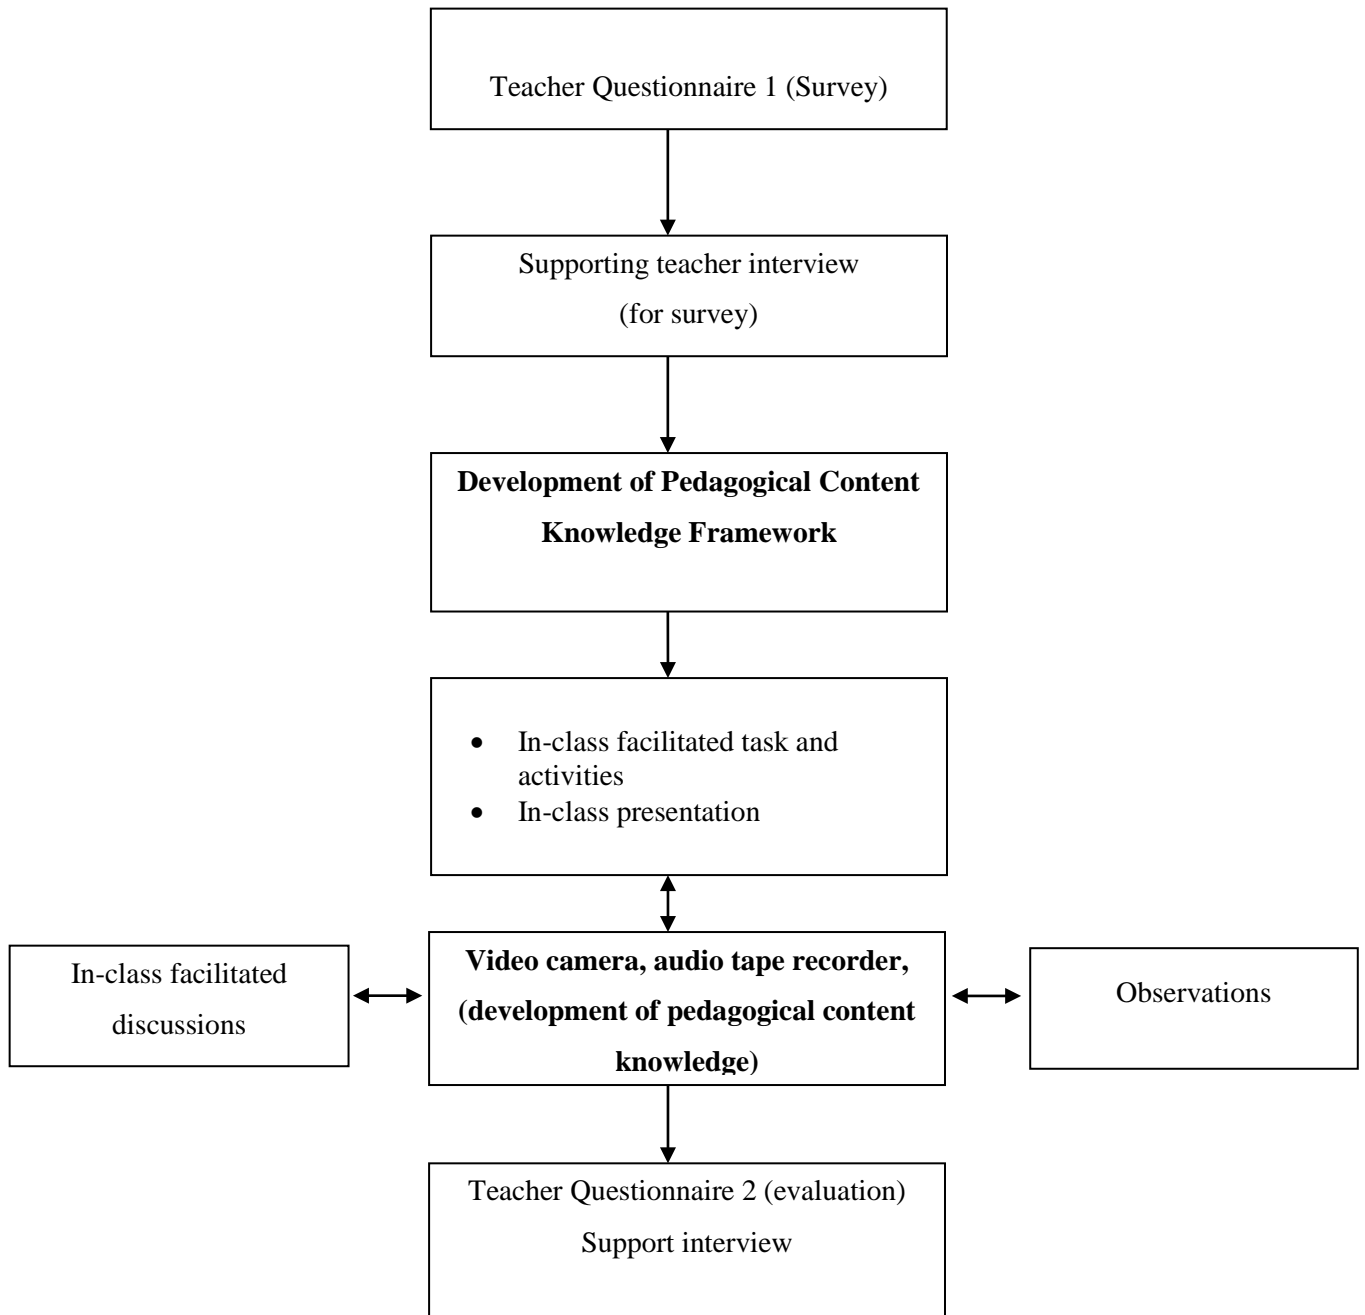 Teacher Questionnaire 1 (Survey)
Supporting teacher interview
(for survey)
Development of Pedagogical Content
Knowledge Framework
• In-class facilitated task and
activities
• In-class presentation
In-class facilitated
discussions
Video camera, audio tape recorder,
(development of pedagogical content
knowledge)
Observations
Teacher Questionnaire 2 (evaluation)
Support interview